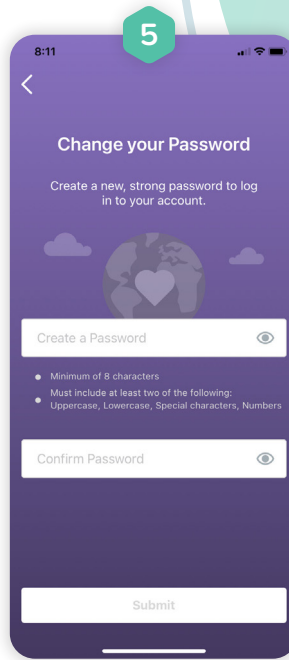 5
8:11
Change your Password
Create a new, strong password to log
in to your account.
Create a Password
Minimum of 8 characters
Must include at least two of the following:
Uppercase, Lowercase, Special characters, Numbers
Confirm Password
Submit